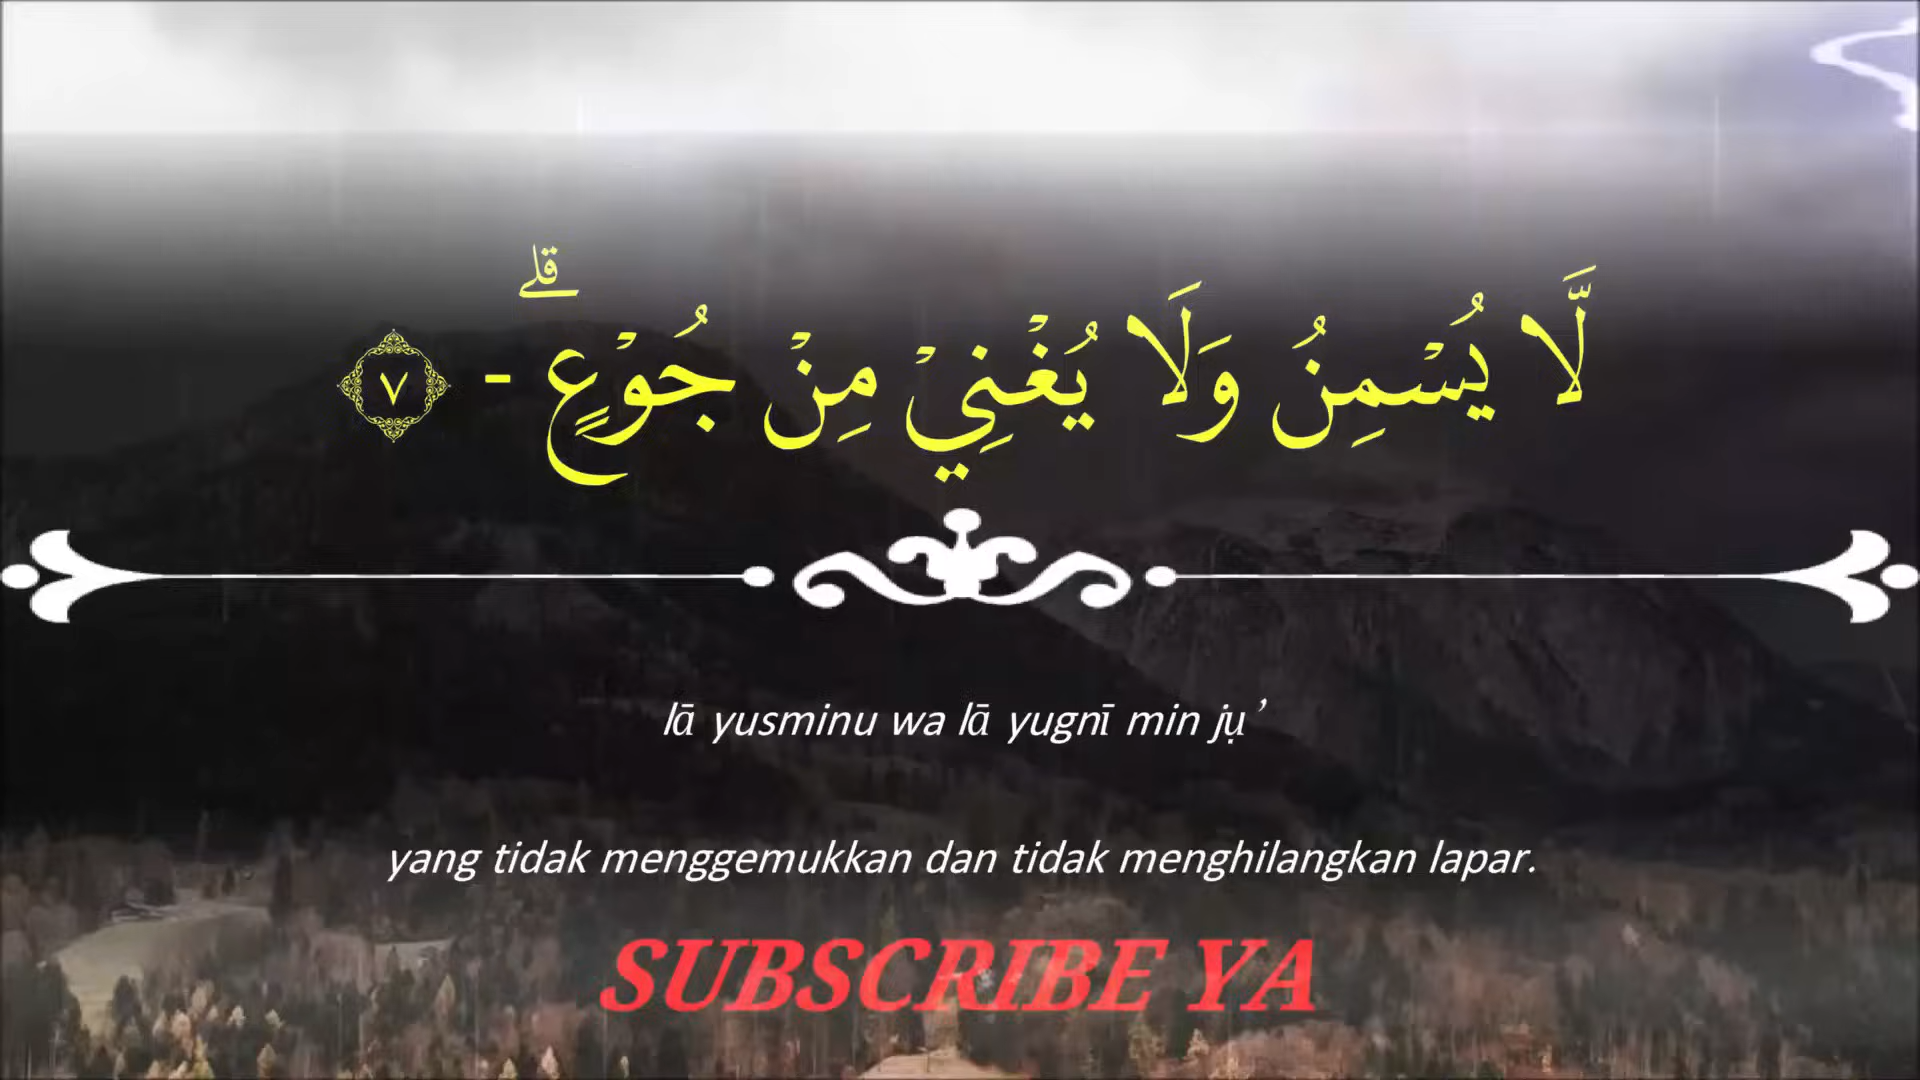 لَّا يُسْمِنُ وَلَا يُغْنِيْ مِنْ جُوْعٍۗ - ٧
lā yusminu wa lā yugnī min jụ’
yang tidak menggemukkan dan tidak menghilangkan lapar.
SUBSCRIBE YA